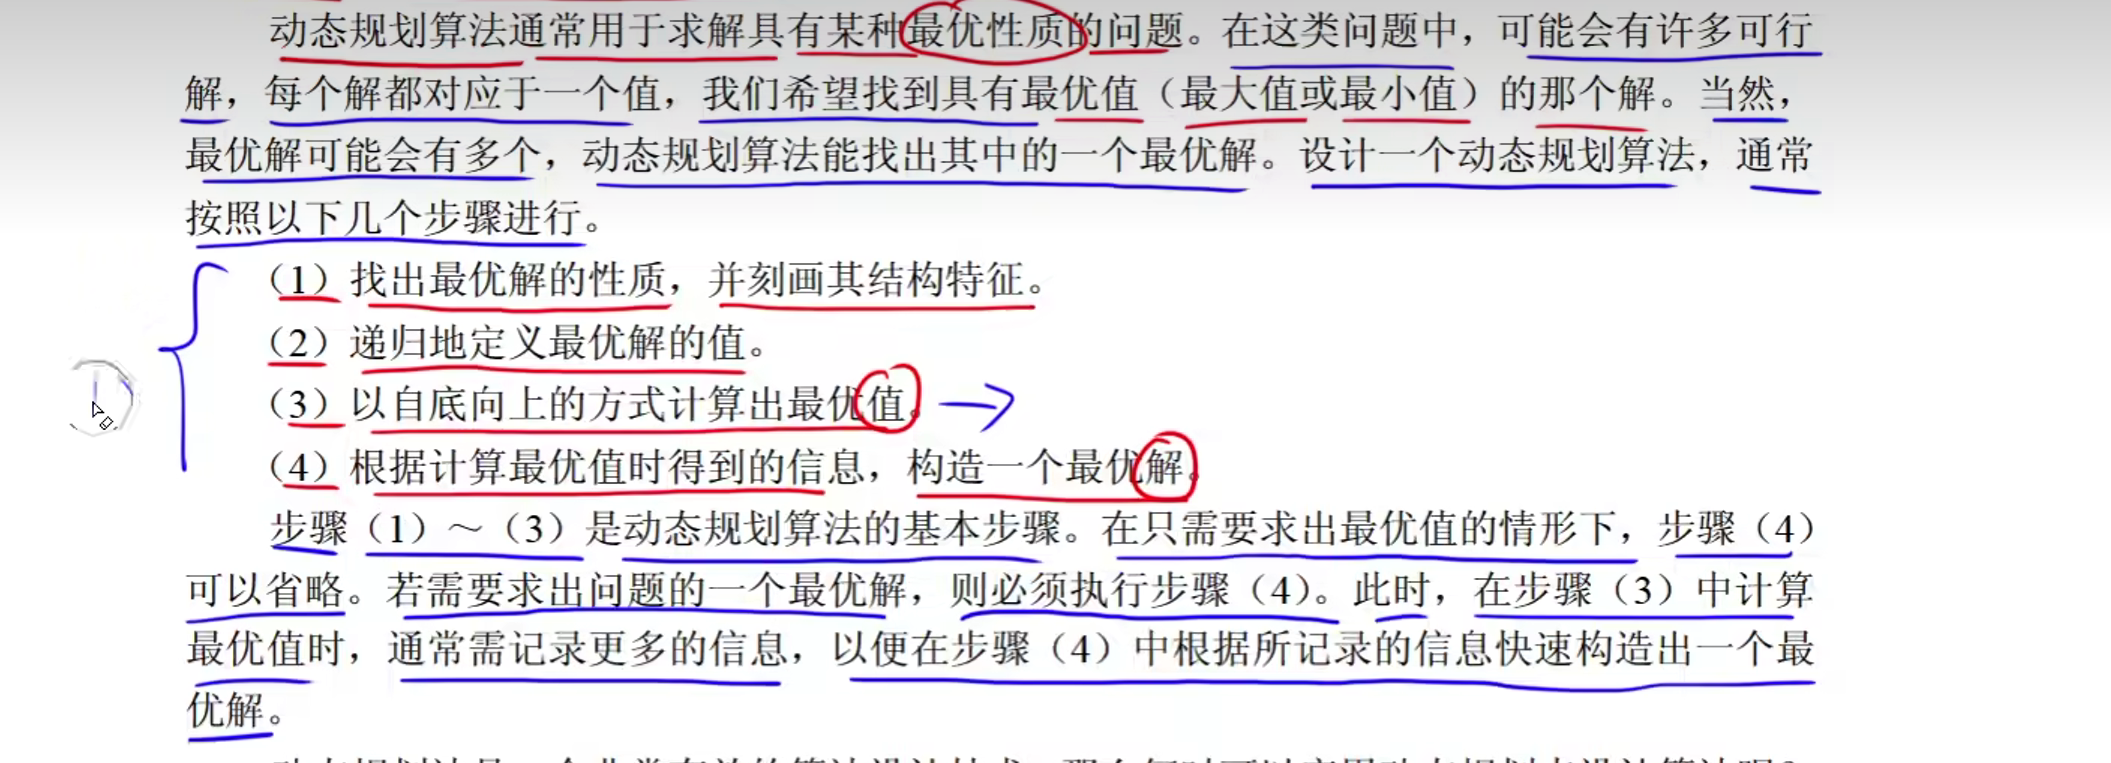 动态规划算法通常用于求解具有某种最优性质的问题。在这类问题中，可能会有许多可行
解，每个解都对应于一个值，我们希望找到具有最优值（最大值或最小值）的那个解。当然，
最优解可能会有多个，动态规划算法能找出其中的一个最优解。设计一个动态规划算法，通常
按照以下几个步骤进行。
（1）找出最优解的性质，并刻画其结构特征。
（2）递归地定义最优解的值。
（3）以自底向上的方式计算出最优值。
（4）根据计算最优值时得到的信息，构造一个最优解。
步骤（1）～（3）是动态规划算法的基本步骤。在只需要求出最优值的情形下，步骤（4）
可以省略。若需要求出问题的一个最优解，则必须执行步骤（4）。此时，在步骤（3）中计算
最优值时，通常需记录更多的信息，以便在步骤（4）中根据所记录的信息快速构造出一个最
优解。